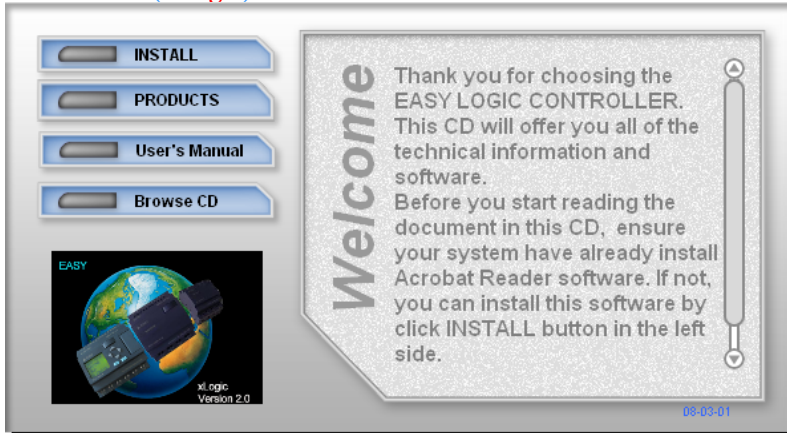 INSTALL
PRODUCTS
User's Manual
Browse CD
EASY
xLogic
Version 2.0
Welcome
Thank you for choosing the
EASY LOGIC CONTROLLER.
This CD will offer you all of the
technical information and
software.
Before you start reading the
document in this CD, ensure
your system have already install
Acrobat Reader software. If not,
you can install this software by
click INSTALL button in the left
side.
08-03-01